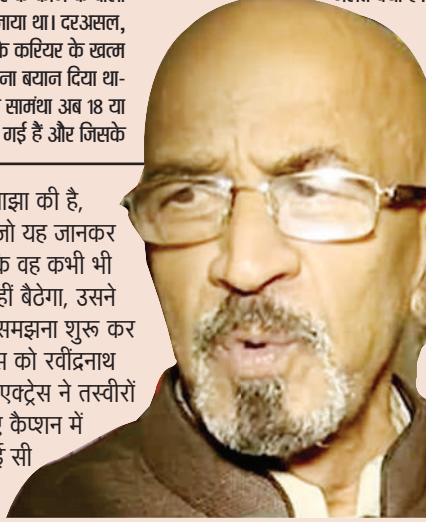 नाया था। दरअसल,
के करियर के खत्म
ना बयान दिया था-
सामंथा अब 18 या
गई हैं और जिसके
झा की है,
जो यह जानकर
क वह कभी भी
हीं बैठेगा, उसने
समझना शुरू कर
स को रवींद्रनाथ
एक्ट्रेस ने तस्वीरों
कैप्शन में
ई सी